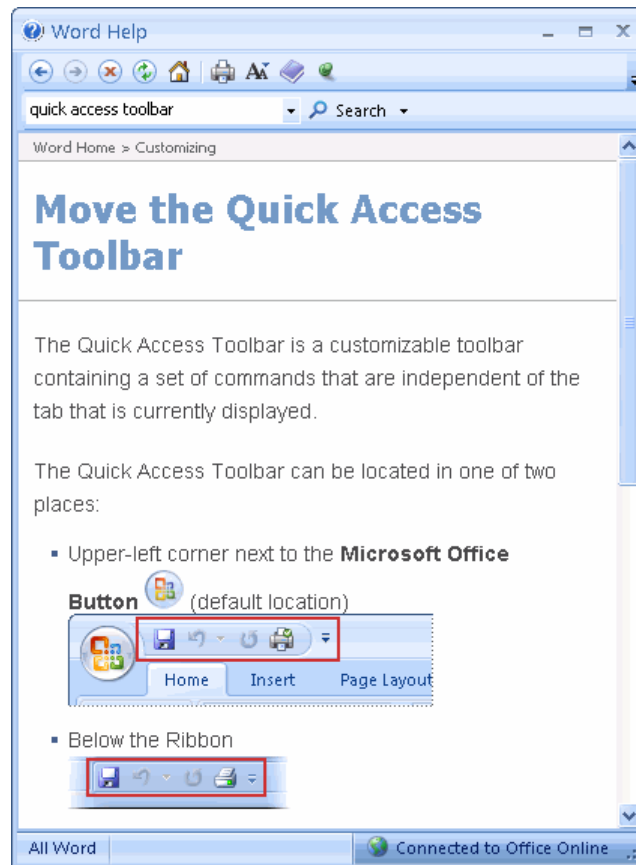 Word Help
quick access toolbar
Search
Word Home > Customizing
Move the Quick Access
Toolbar
The Quick Access Toolbar is a customizable toolbar
containing a set of commands that are independent of the
tab that is currently displayed.
The Quick Access Toolbar can be located in one of two
places:
▪ Upper-left corner next to the Microsoft Office
Button (default location)
Home Insert Page Layout
▪ Below the Ribbon
All Word Connected to Office Online